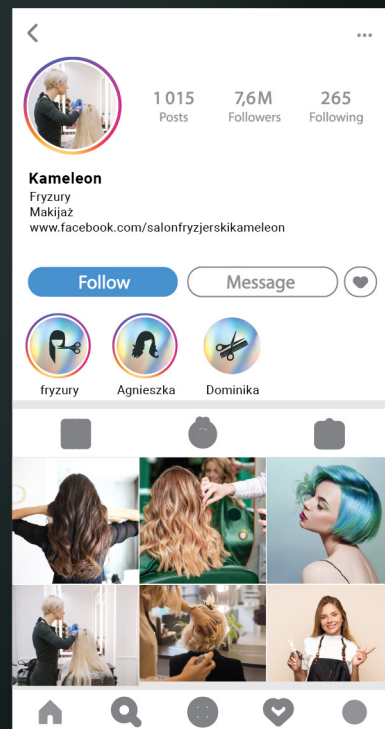 1 015 7,6M 265
Posts Followers Following
Kameleon
Fryzury
Makijaż
www.facebook.com/salonfryzjerskikameleon
Follow Message
fryzury Agnieszka Dominika